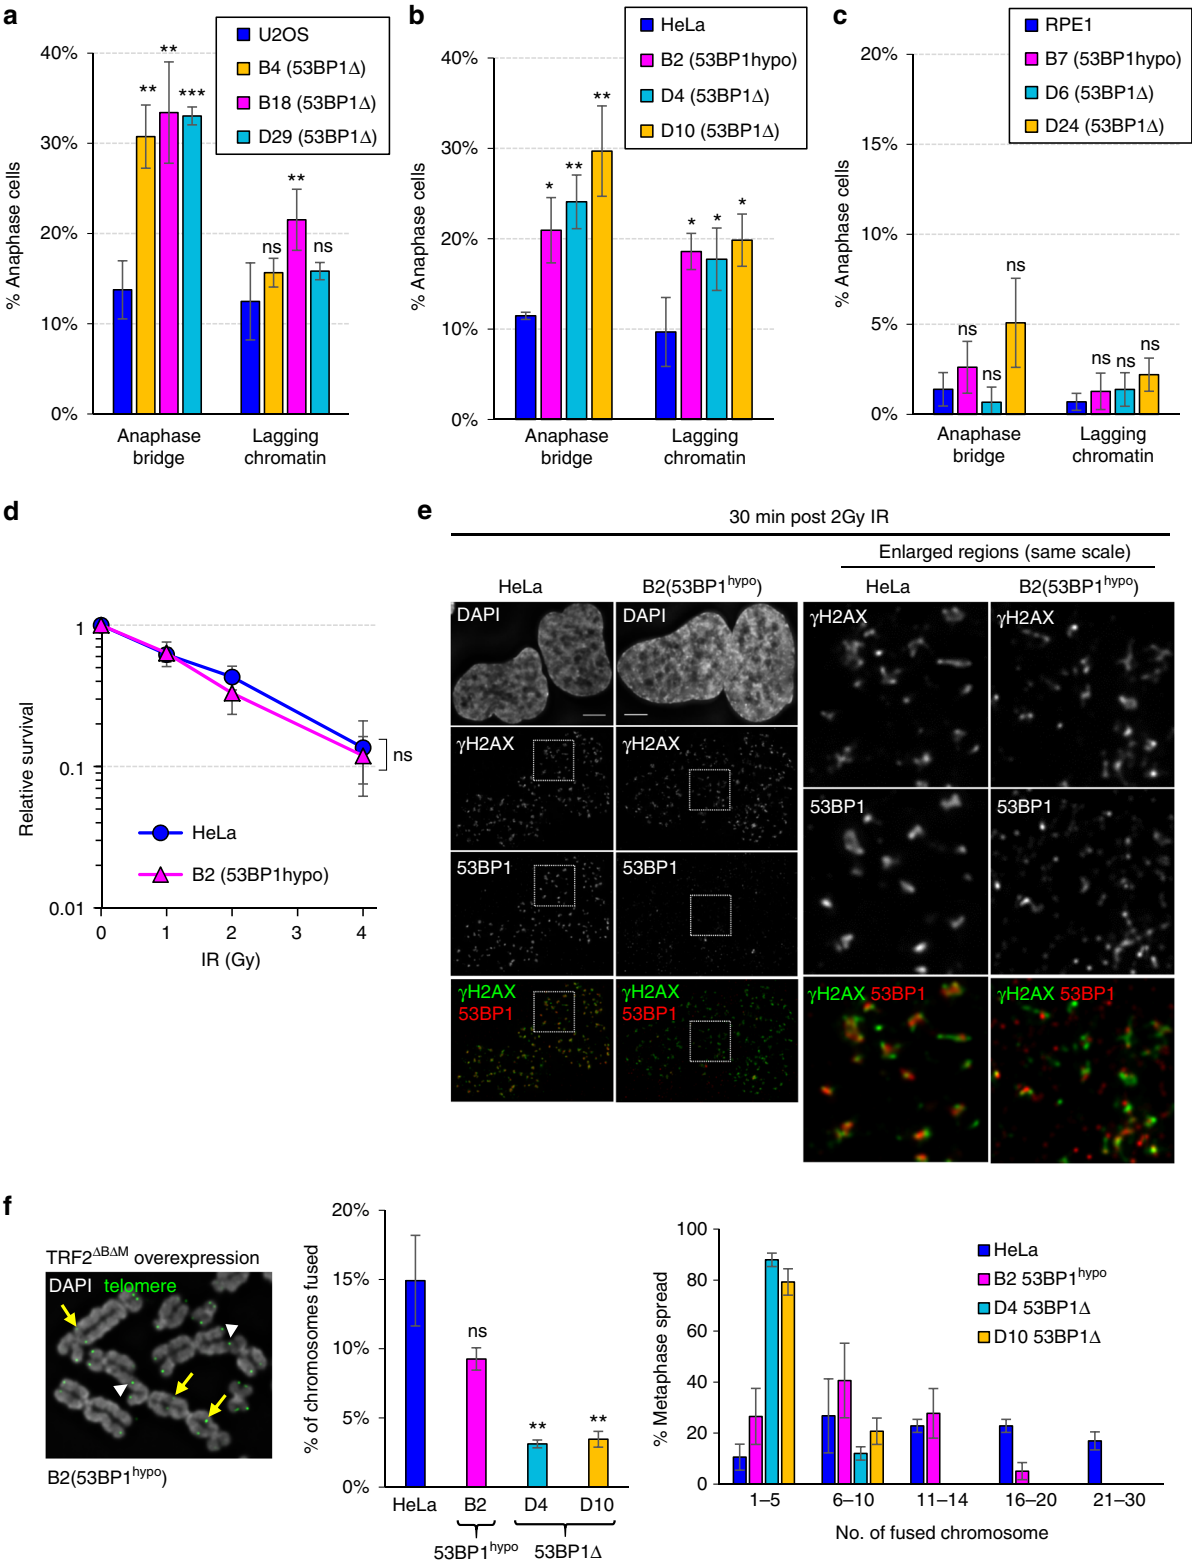 a
U2OS
B4 (53BP1Δ)
B18 (53BP1Δ)
D29 (53BP1Δ)
40%
30%
20%
10%
0%
% Anaphase cells
**
**
***
ns
**
ns
Anaphase
bridge
Lagging
chromatin
b
HeLa
B2 (53BP1hypo)
D4 (53BP1Δ)
D10 (53BP1Δ)
40%
30%
20%
10%
0%
% Anaphase cells
*
**
**
*
*
*
Anaphase
bridge
Lagging
chromatin
c
RPE1
B7 (53BP1hypo)
D6 (53BP1Δ)
D24 (53BP1Δ)
20%
15%
10%
5%
0%
% Anaphase cells
ns
ns
ns
ns
ns
ns
Anaphase
bridge
Lagging
chromatin
d
1
0.1
0.01
Relative survival
ns
HeLa
B2 (53BP1hypo)
0 1 2 3 4
IR (Gy)
e
30 min post 2Gy IR
Enlarged regions (same scale)
HeLa
B2(53BP1hypo)
HeLa
B2(53BP1hypo)
DAPI
DAPI
γH2AX
γH2AX
53BP1
53BP1
γH2AX
53BP1
γH2AX
53BP1
γH2AX
γH2AX
53BP1
53BP1
γH2AX 53BP1
γH2AX 53BP1
f
TRF2ΔBΔM overexpression
DAPI telomere
B2(53BP1hypo)
20%
15%
10%
5%
0%
% of chromosomes fused
ns
**
**
HeLa B2 D4 D10
53BP1hypo 53BP1Δ
100
80
60
40
20
0
% Metaphase spread
HeLa
B2 53BP1hypo
D4 53BP1Δ
D10 53BP1Δ
1–5 6–10 11–14 16–20 21–30
No. of fused chromosome